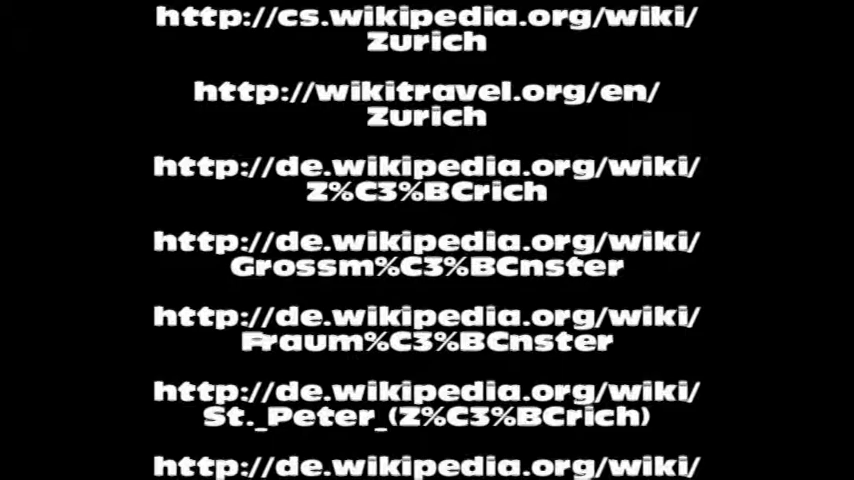 http://cs.wikipedia.org/wiki/
Zurich
http://wikitravel.org/en/
Zurich
http://de.wikipedia.org/wiki/
Z%C3%BCrich
http://de.wikipedia.org/wiki/
Grossm%C3%BCnster
http://de.wikipedia.org/wiki/
Fraum%C3%BCnster
http://de.wikipedia.org/wiki/
St._Peter_(Z%C3%BCrich)
http://de.wikipedia.org/wiki/